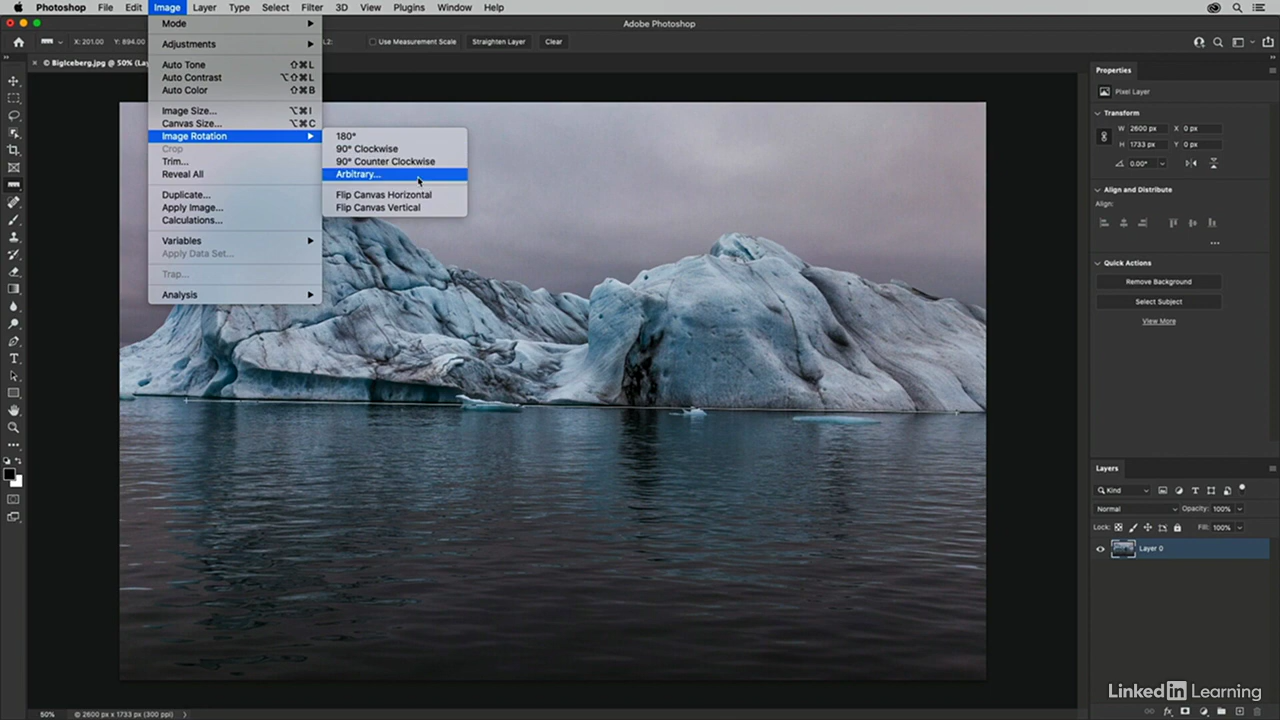 Photoshop File Edit Image Layer Type Select Filter 3D View Plugins Window Help
Adobe Photoshop
X: 201.00 Y: 894.00 L2: Use Measurement Scale Straighten Layer Clear
© BigIceberg.jpg @ 50% (Lay
Mode
Adjustments
Auto Tone ⇧⌘L
Auto Contrast ⌥⇧⌘L
Auto Color ⇧⌘B
Image Size... ⌥⌘I
Canvas Size... ⌥⌘C
Image Rotation
Crop
Trim...
Reveal All
Duplicate...
Apply Image...
Calculations...
Variables
Apply Data Set...
Trap...
Analysis
180°
90° Clockwise
90° Counter Clockwise
Arbitrary...
Flip Canvas Horizontal
Flip Canvas Vertical
Properties
Pixel Layer
Transform
W 2600 px X 0 px
H 1733 px Y 0 px
0.00°
Align and Distribute
Align:
Quick Actions
Remove Background
Select Subject
View More
Layers
Kind
Normal Opacity: 100%
Lock: Fill: 100%
Layer 0
50% © 2600 px x 1733 px (300 ppi)
LinkedIn Learning